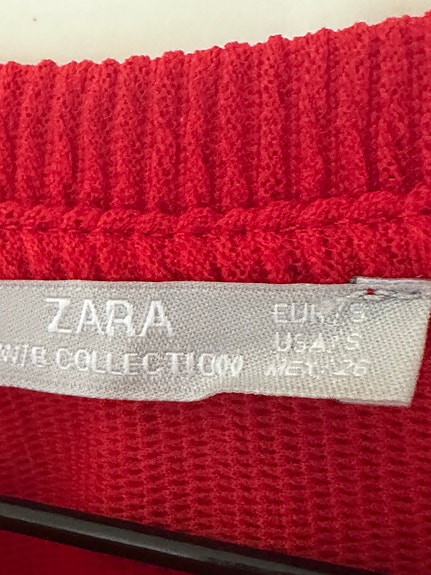 ZARA
W/B COLLECTION
EUR/S
USA/S
MEX/26